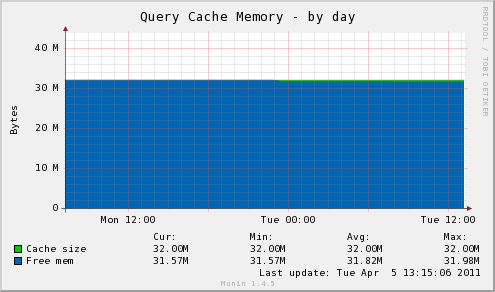 Query Cache Memory - by day
RRDTOOL / TOBI OETIKER
Bytes
40 M
30 M
20 M
10 M
0
Mon 12:00 Tue 00:00 Tue 12:00
Cur: Min: Avg: Max:
Cache size 32.00M 32.00M 32.00M 32.00M
Free mem 31.57M 31.57M 31.82M 31.98M
Last update: Tue Apr  5 13:15:06 2011
Munin 1.4.5